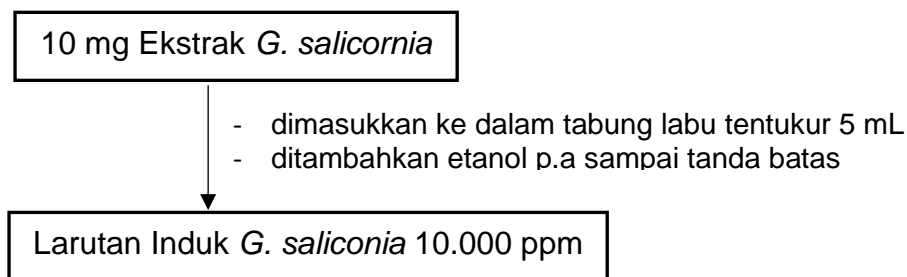 10 mg Ekstrak G. salicornia
- dimasukkan ke dalam tabung labu tentukur 5 mL
- ditambahkan etanol p.a sampai tanda batas
Larutan Induk G. saliconia 10.000 ppm